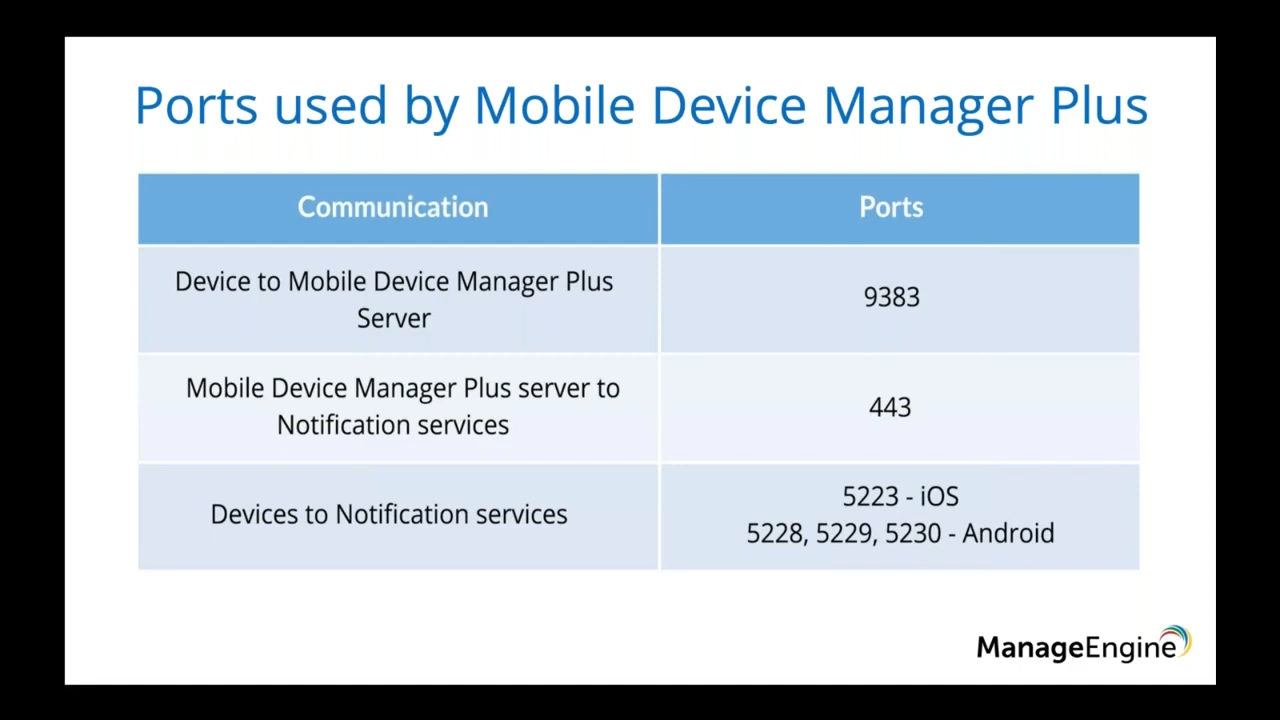 Ports used by Mobile Device Manager Plus
Communication
Ports
Device to Mobile Device Manager Plus
Server
9383
Mobile Device Manager Plus server to
Notification services
443
Devices to Notification services
5223 - iOS
5228, 5229, 5230 - Android
ManageEngine